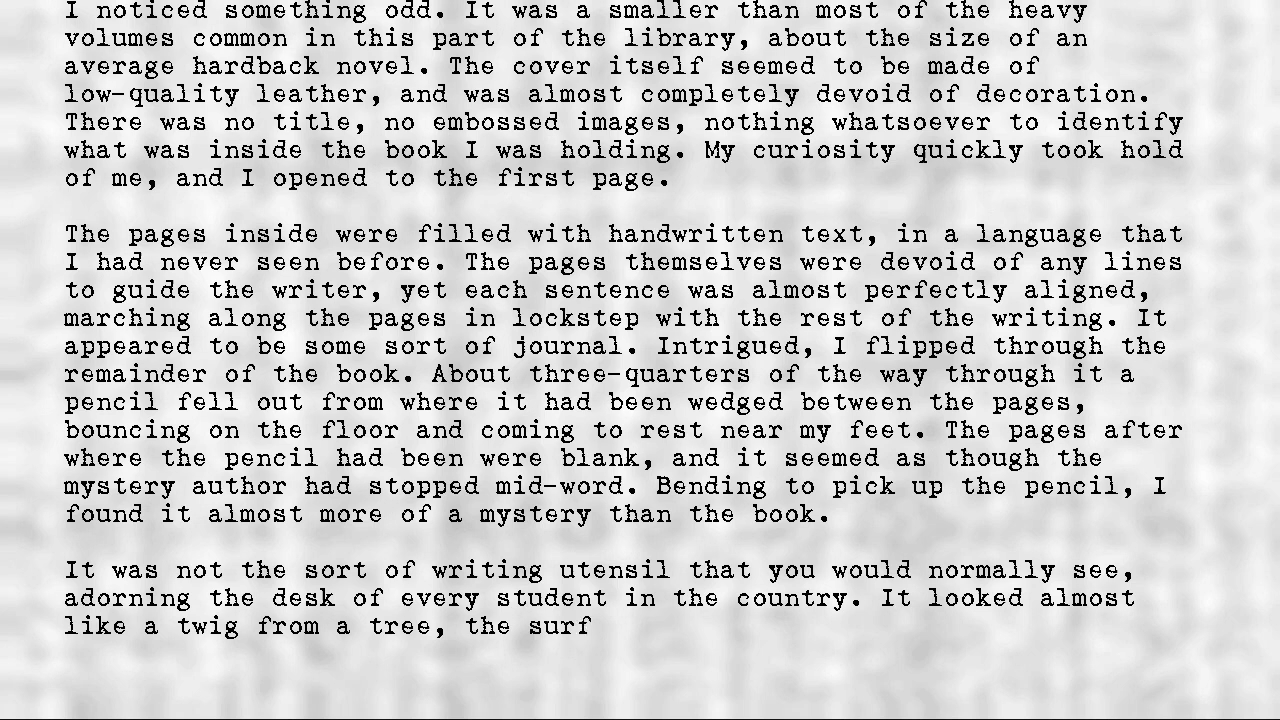 I noticed something odd. It was a smaller than most of the heavy
volumes common in this part of the library, about the size of an
average hardback novel. The cover itself seemed to be made of
low-quality leather, and was almost completely devoid of decoration.
There was no title, no embossed images, nothing whatsoever to identify
what was inside the book I was holding. My curiosity quickly took hold
of me, and I opened to the first page.

The pages inside were filled with handwritten text, in a language that
I had never seen before. The pages themselves were devoid of any lines
to guide the writer, yet each sentence was almost perfectly aligned,
marching along the pages in lockstep with the rest of the writing. It
appeared to be some sort of journal. Intrigued, I flipped through the
remainder of the book. About three-quarters of the way through it a
pencil fell out from where it had been wedged between the pages,
bouncing on the floor and coming to rest near my feet. The pages after
where the pencil had been were blank, and it seemed as though the
mystery author had stopped mid-word. Bending to pick up the pencil, I
found it almost more of a mystery than the book.

It was not the sort of writing utensil that you would normally see,
adorning the desk of every student in the country. It looked almost
like a twig from a tree, the surf